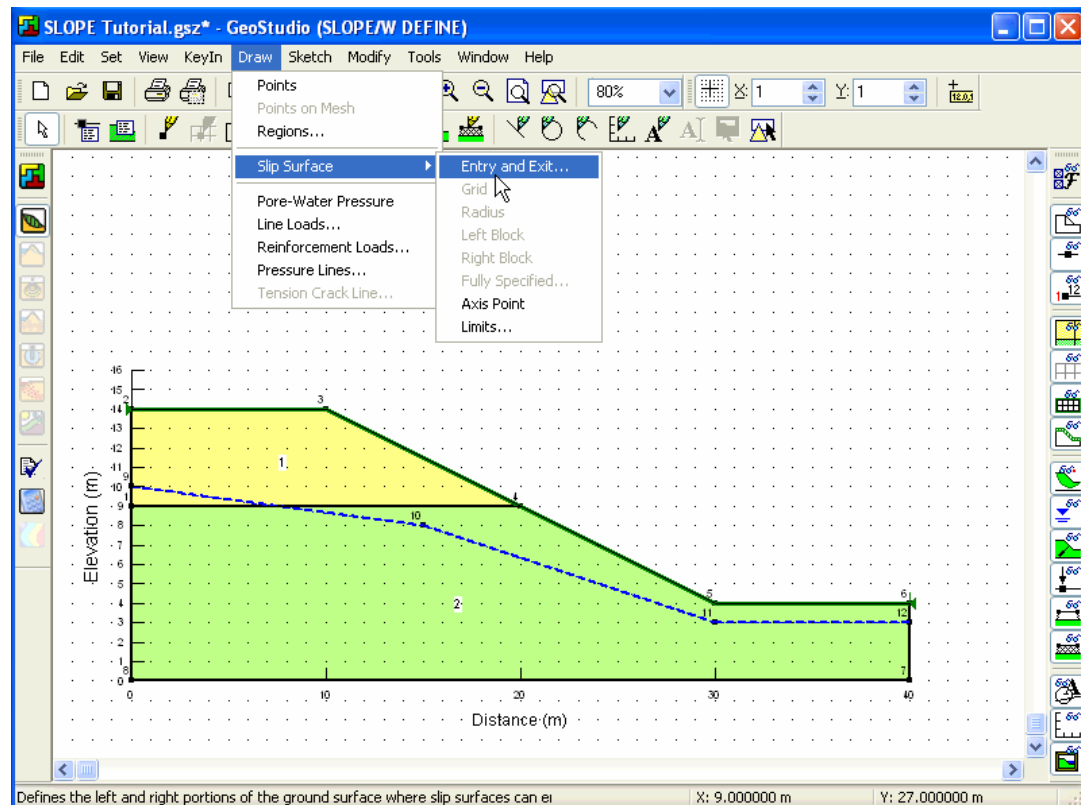 SLOPE Tutorial.gsz* - GeoStudio (SLOPE/W DEFINE)
File Edit Set View KeyIn Draw Sketch Modify Tools Window Help
80% X: 1 Y: 1
Points
Points on Mesh
Regions...
Slip Surface
Pore-Water Pressure
Line Loads...
Reinforcement Loads...
Pressure Lines...
Tension Crack Line...
Entry and Exit...
Grid
Radius
Left Block
Right Block
Fully Specified...
Axis Point
Limits...
16
15
14
13
12
11
10
9
8
7
6
5
4
3
2
1
0
Elevation (m)
2
3
1
9
1
4
10
2
5
6
11
12
8
7
0 10 20 30 40
Distance (m)
Defines the left and right portions of the ground surface where slip surfaces can e
X: 9.000000 m
Y: 27.000000 m